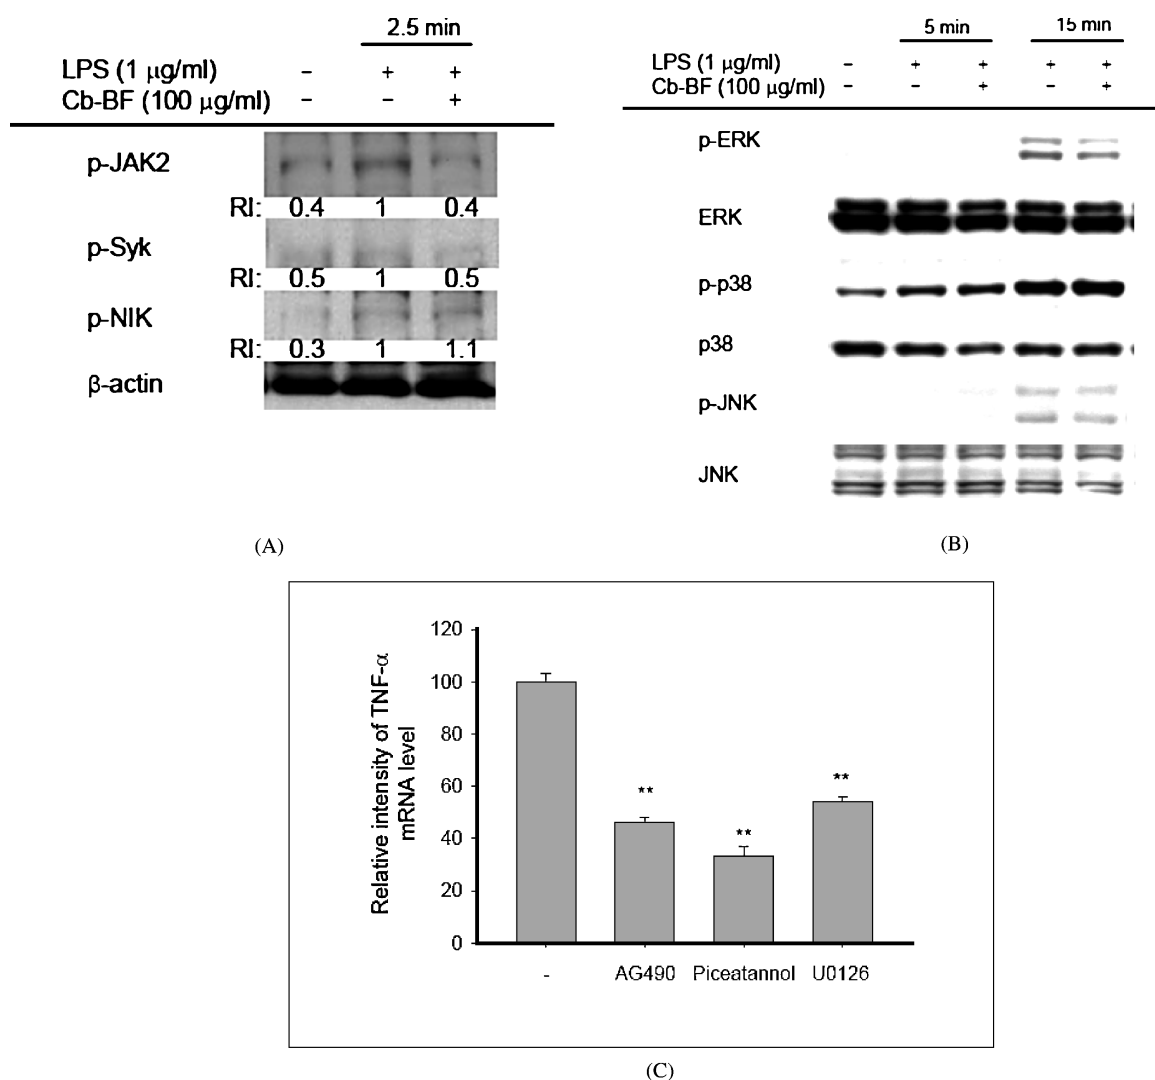 2.5 min
LPS (1 μg/ml) – + +
Cb-BF (100 μg/ml) – – +
p-JAK2
RI: 0.4 1 0.4
p-Syk
RI: 0.5 1 0.5
p-NIK
RI: 0.3 1 1.1
β-actin
(A)
5 min 15 min
LPS (1 μg/ml) – + + + +
Cb-BF (100 μg/ml) – – + – +
p-ERK
ERK
p-p38
p38
p-JNK
JNK
(B)
Relative intensity of TNF-α
mRNA level
120
100
80
60
40
20
0
** ** **
- AG490 Piceatannol U0126
(C)